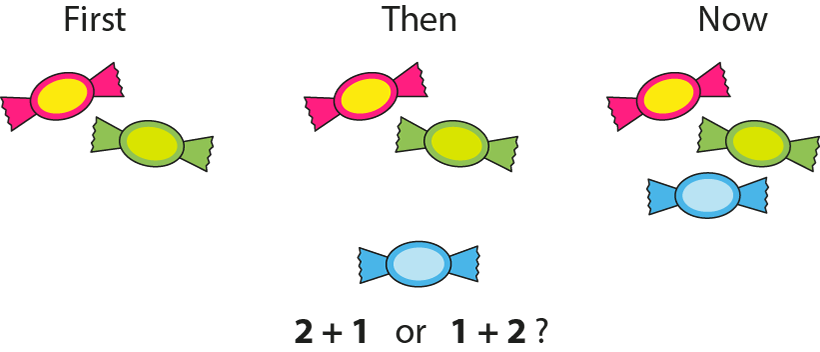 First Then Now
2 + 1 or 1 + 2 ?